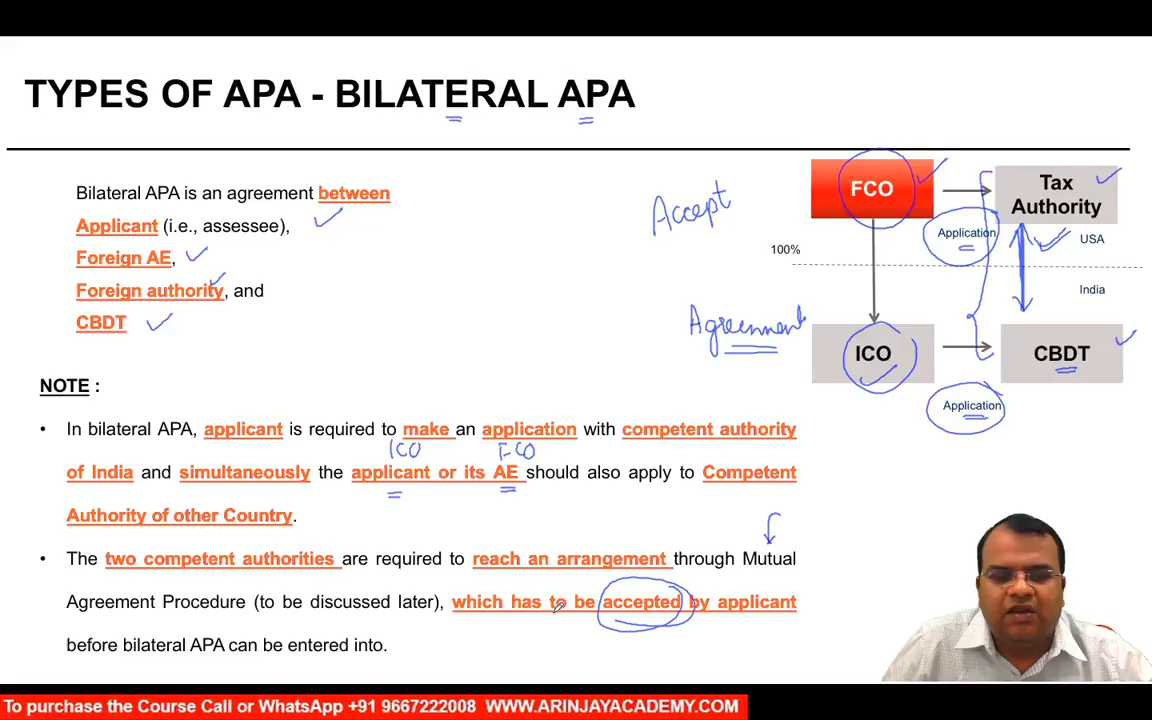 TYPES OF APA - BILATERAL APA
Bilateral APA is an agreement between
Applicant (i.e., assessee),
Foreign AE,
Foreign authority, and
CBDT
Accept
Agreenment
FCO
Tax
Authority
Application
USA
100%
India
ICO
CBDT
Application
NOTE :
• In bilateral APA, applicant is required to make an application with competent authority
ICO FCO
of India and simultaneously the applicant or its AE should also apply to Competent
Authority of other Country.
• The two competent authorities are required to reach an arrangement through Mutual
Agreement Procedure (to be discussed later), which has to be accepted by applicant
before bilateral APA can be entered into.
To purchase the Course Call or WhatsApp +91 9667222008 WWW.ARINJAYACADEMY.COM